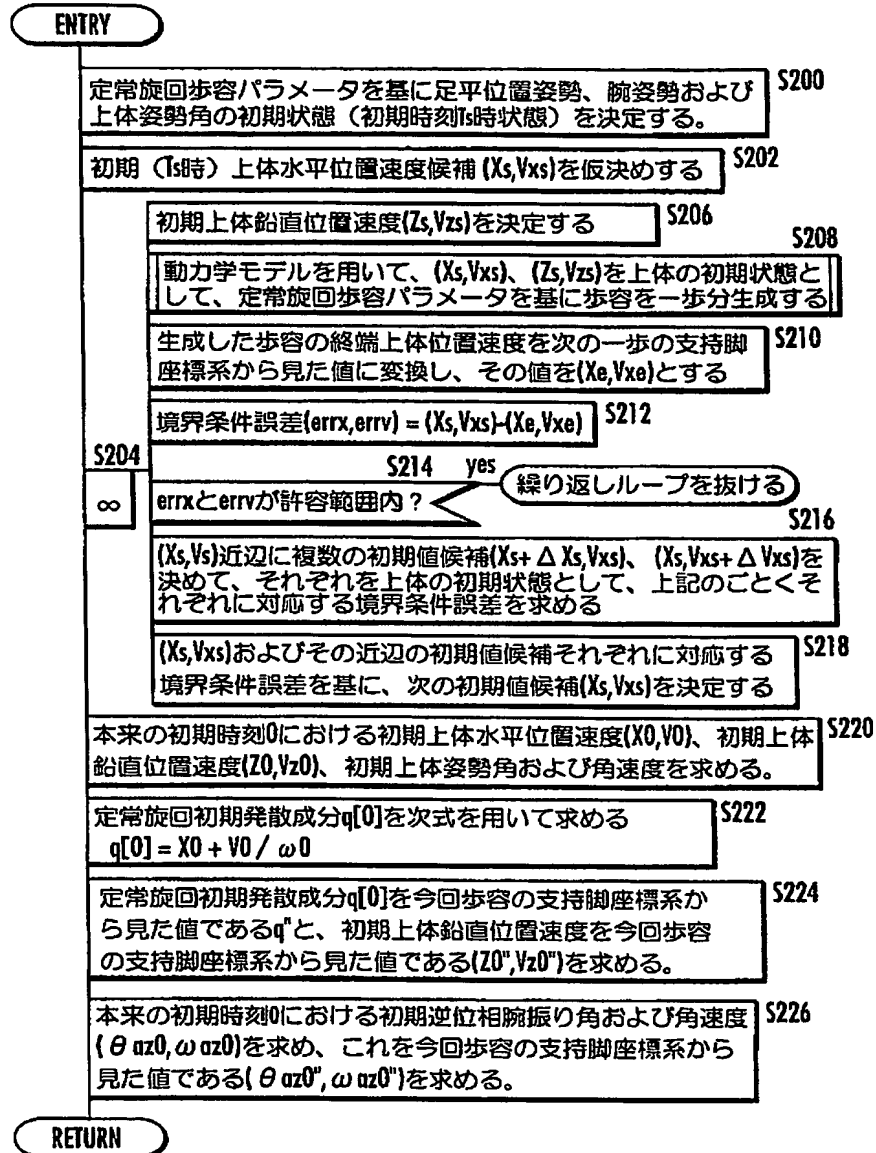 ENTRY
定常旋回歩容パラメータを基に足平位置姿勢、腕姿勢および
上体姿勢角の初期状態（初期時刻Ts時状態）を決定する。
S200
初期（Ts時）上体水平位置速度候補(Xs,Vxs)を仮決めする
S202
初期上体鉛直位置速度(Zs,Vzs)を決定する
S206
S208
動力学モデルを用いて、(Xs,Vxs)、(Zs,Vzs)を上体の初期状態と
して、定常旋回歩容パラメータを基に歩容を一歩分生成する
生成した歩容の終端上体位置速度を次の一歩の支持脚
座標系から見た値に変換し、その値を(Xe,Vxe)とする
S210
境界条件誤差(errx,errv) = (Xs,Vxs)-(Xe,Vxe)
S212
S204
∞
S214
yes
errxとerrvが許容範囲内？
繰り返しループを抜ける
S216
(Xs,Vs)近辺に複数の初期値候補(Xs+ΔXs,Vxs)、(Xs,Vxs+ΔVxs)を
決めて、それぞれを上体の初期状態として、上記のごとくそ
れぞれに対応する境界条件誤差を求める
(Xs,Vxs)およびその近辺の初期値候補それぞれに対応する
境界条件誤差を基に、次の初期値候補(Xs,Vxs)を決定する
S218
本来の初期時刻0における初期上体水平位置速度(X0,V0)、初期上体
鉛直位置速度(Z0,Vz0)、初期上体姿勢角および角速度を求める。
S220
定常旋回初期発散成分q[0]を次式を用いて求める
q[0] = X0 + V0 / ω0
S222
定常旋回初期発散成分q[0]を今回歩容の支持脚座標系か
ら見た値であるq"と、初期上体鉛直位置速度を今回歩容
の支持脚座標系から見た値である(Z0",Vz0")を求める。
S224
本来の初期時刻0における初期逆位相腕振り角および角速度
(θaz0,ωaz0)を求め、これを今回歩容の支持脚座標系から
見た値である(θaz0",ωaz0")を求める。
S226
RETURN